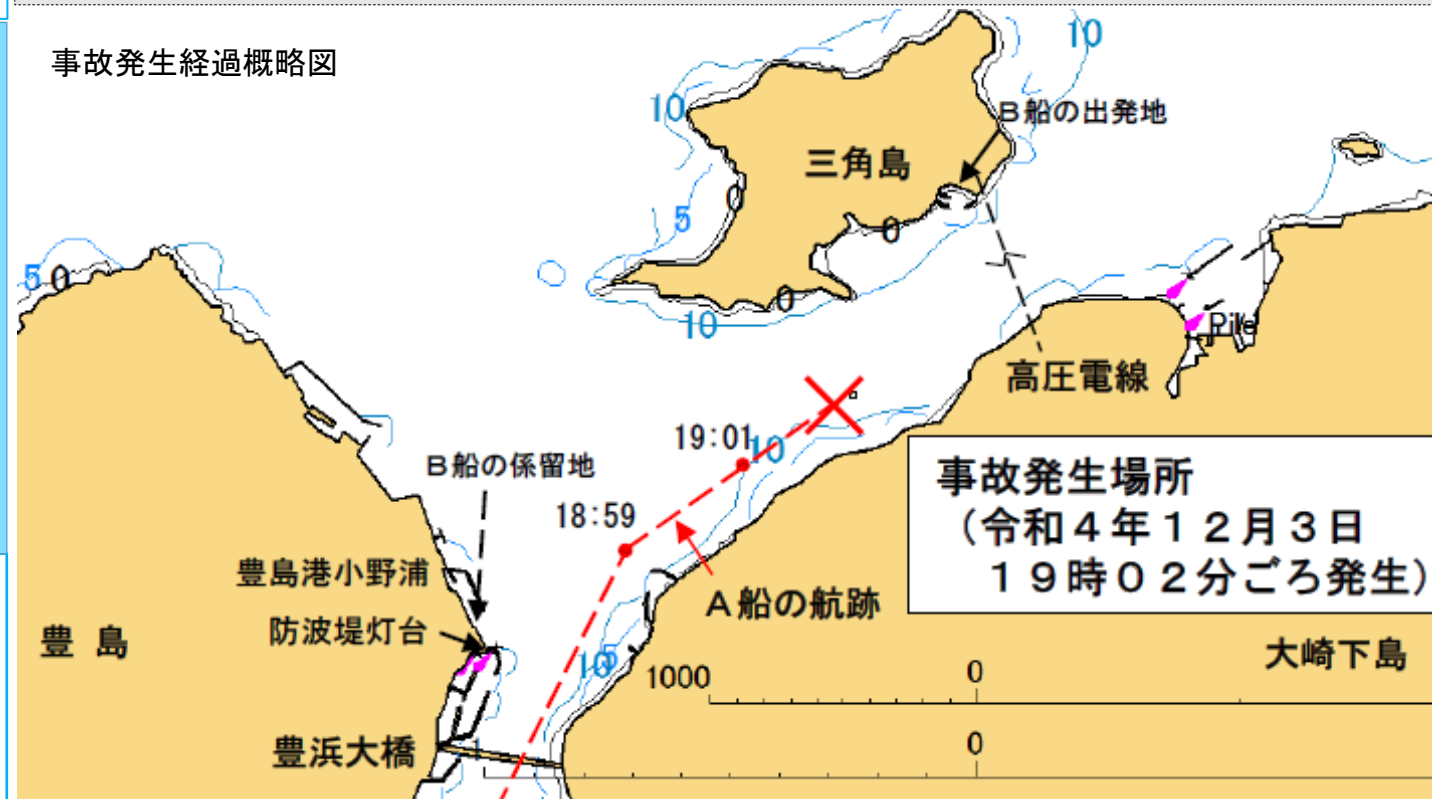 事故発生経過概略図
10
10
B船の出発地
三角島
0
5
0
5 0
0
10
Pile
高圧電線
19:01
10
B船の係留地
18:59
事故発生場所
(令和4年12月3日
19時02分ごろ発生)
豊島港小野浦
防波堤灯台
A船の航跡
豊 島
大崎下島
10
5
1000
0
豊浜大橋
1
0